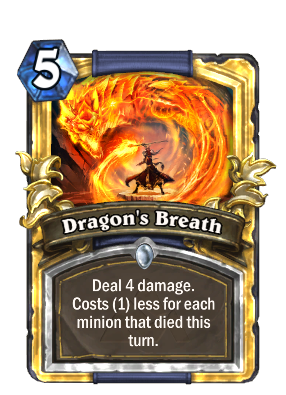 5
Dragon's Breath
Deal 4 damage.
Costs (1) less for each
minion that died this
turn.